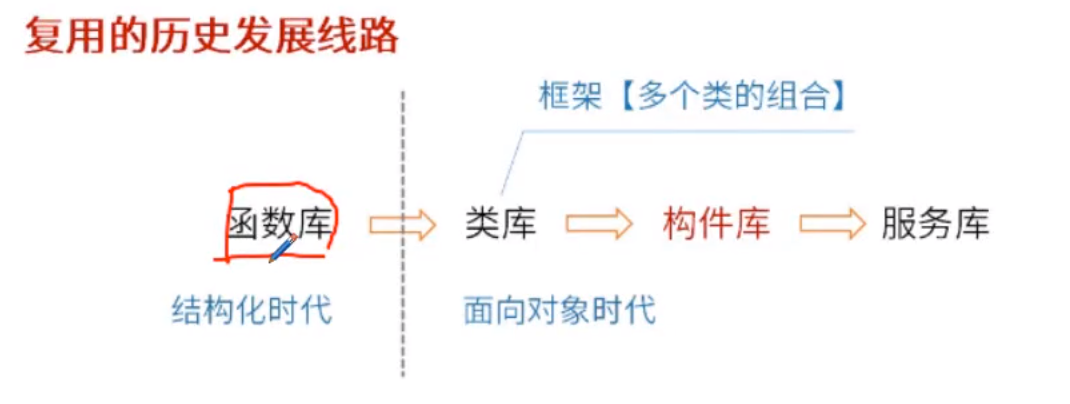 复用的历史发展线路
框架【多个类的组合】
函数库 类库 构件库 服务库
结构化时代 面向对象时代